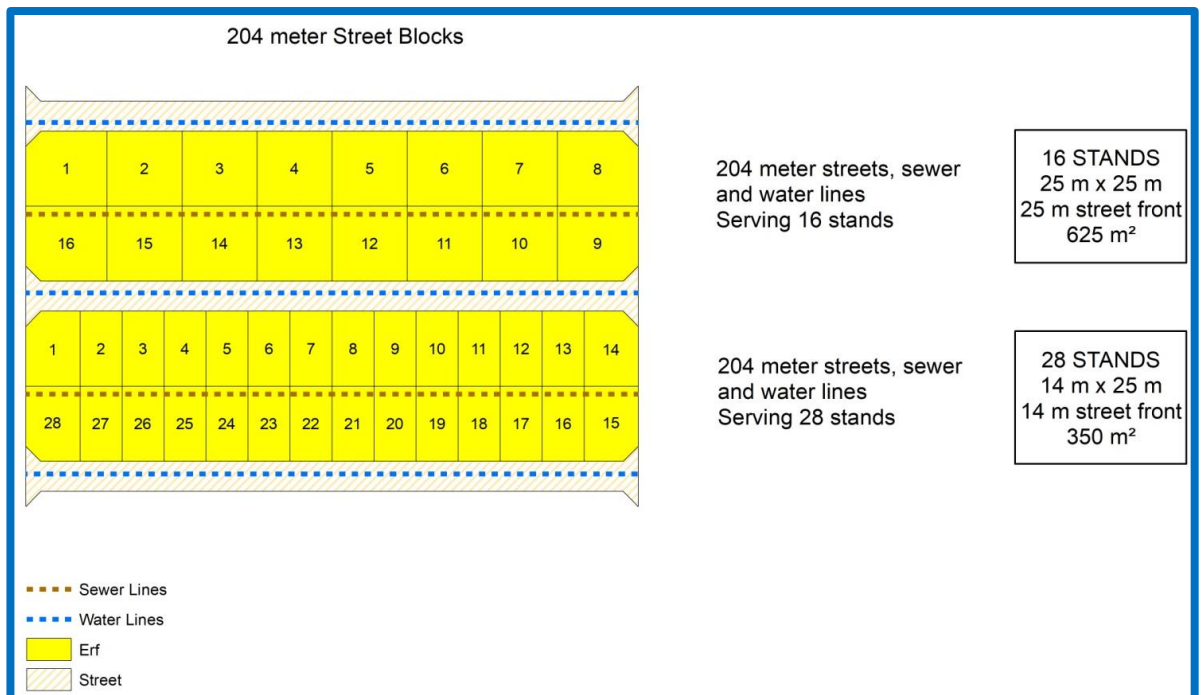 204 meter Street Blocks
1 2 3 4 5 6 7 8
16 15 14 13 12 11 10 9
204 meter streets, sewer
and water lines
Serving 16 stands
16 STANDS
25 m x 25 m
25 m street front
625 m²
1 2 3 4 5 6 7 8 9 10 11 12 13 14
28 27 26 25 24 23 22 21 20 19 18 17 16 15
204 meter streets, sewer
and water lines
Serving 28 stands
28 STANDS
14 m x 25 m
14 m street front
350 m²
Sewer Lines
Water Lines
Erf
Street